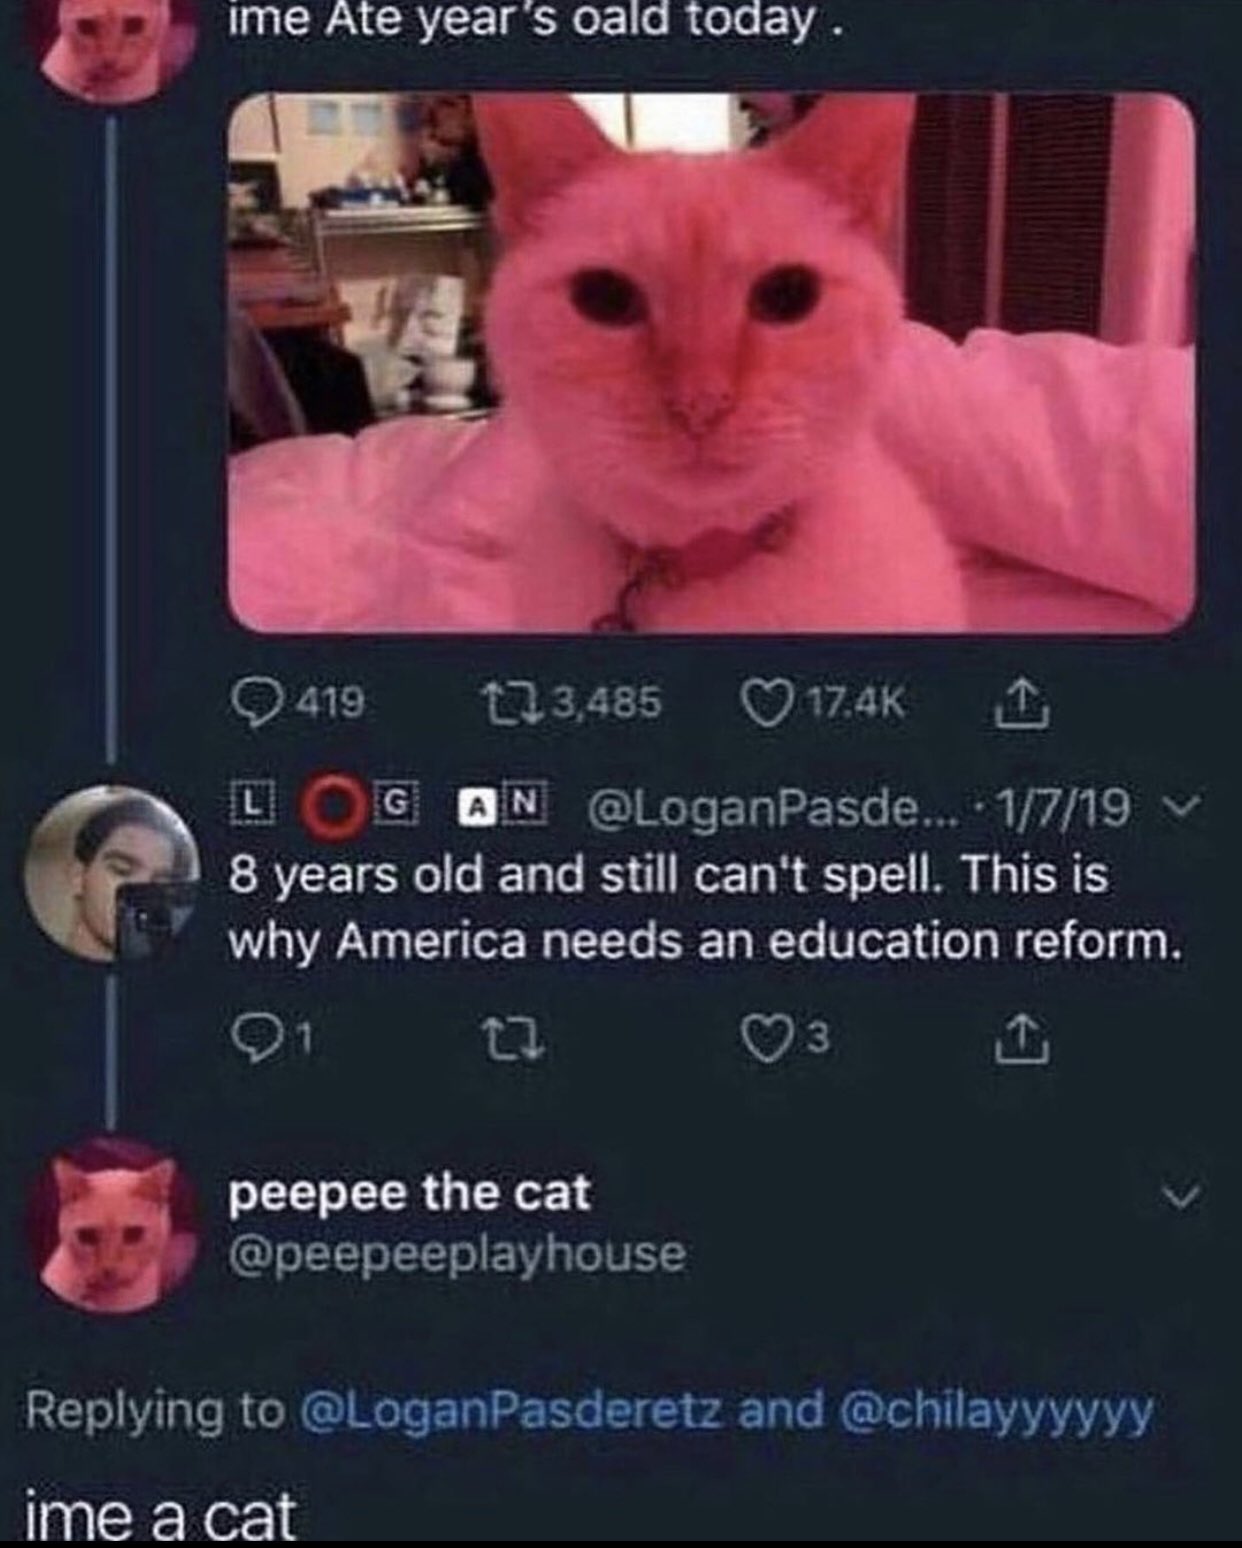 ime Ate year's oald today .
419 3,485 17.4K
L O G A N @LoganPasde... · 1/7/19
8 years old and still can't spell. This is
why America needs an education reform.
1 3
peepee the cat
@peepeeplayhouse
Replying to @LoganPasderetz and @chilayyyyyy
ime a cat